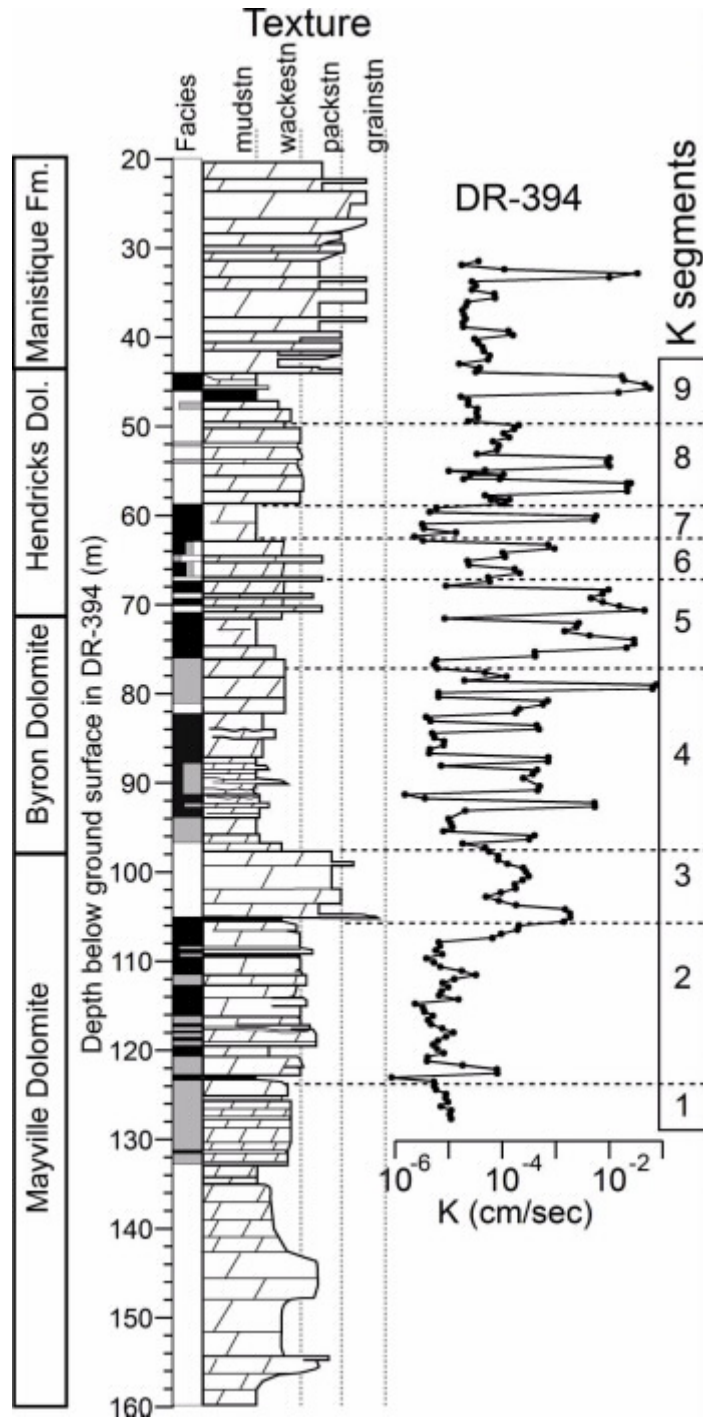 Texture
Facies
mudstn
wackestn
packstn
grainstn
DR-394
K segments
Manistique Fm.
Hendricks Dol.
Byron Dolomite
Mayville Dolomite
Depth below ground surface in DR-394 (m)
20
30
40
50
60
70
80
90
100
110
120
130
140
150
160
9
8
7
6
5
4
3
2
1
10-6 10-4 10-2
K (cm/sec)